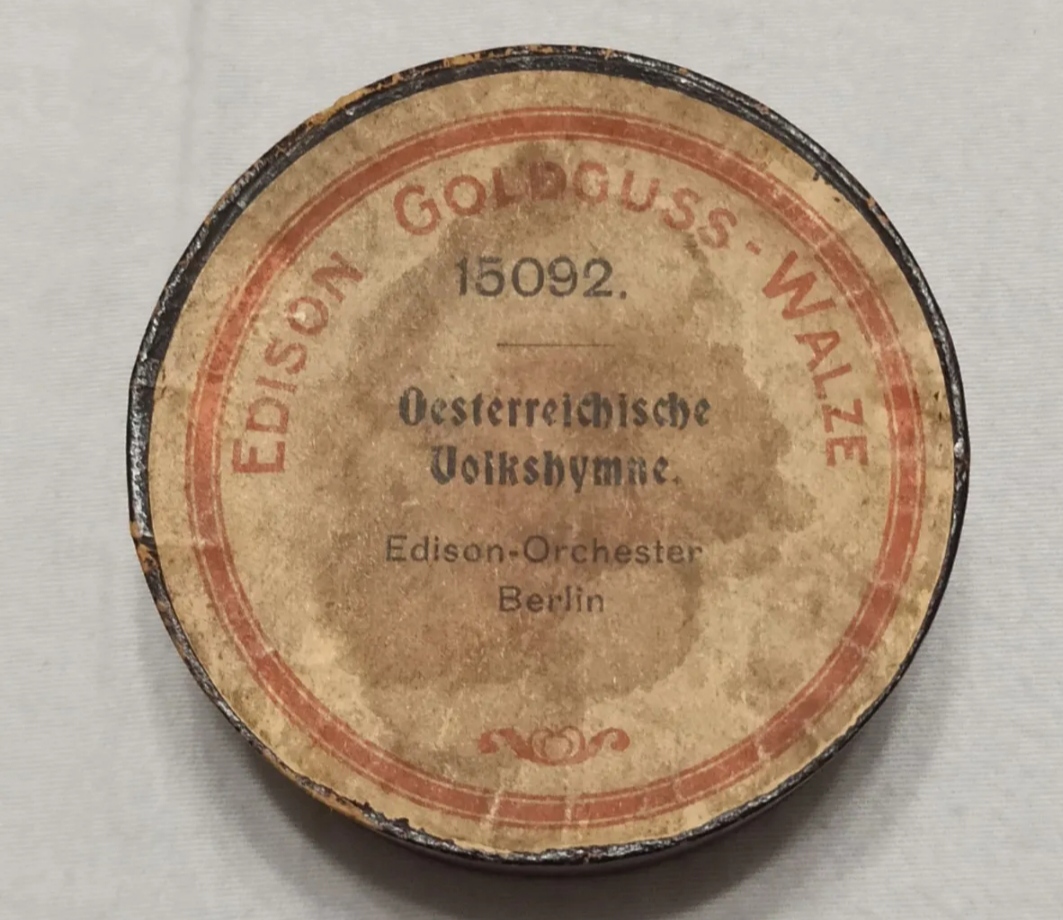 EDISON GOLDGUSS-WALZE
15092.
Oesterreichische
Volkshymne.
Edison-Orchester
Berlin